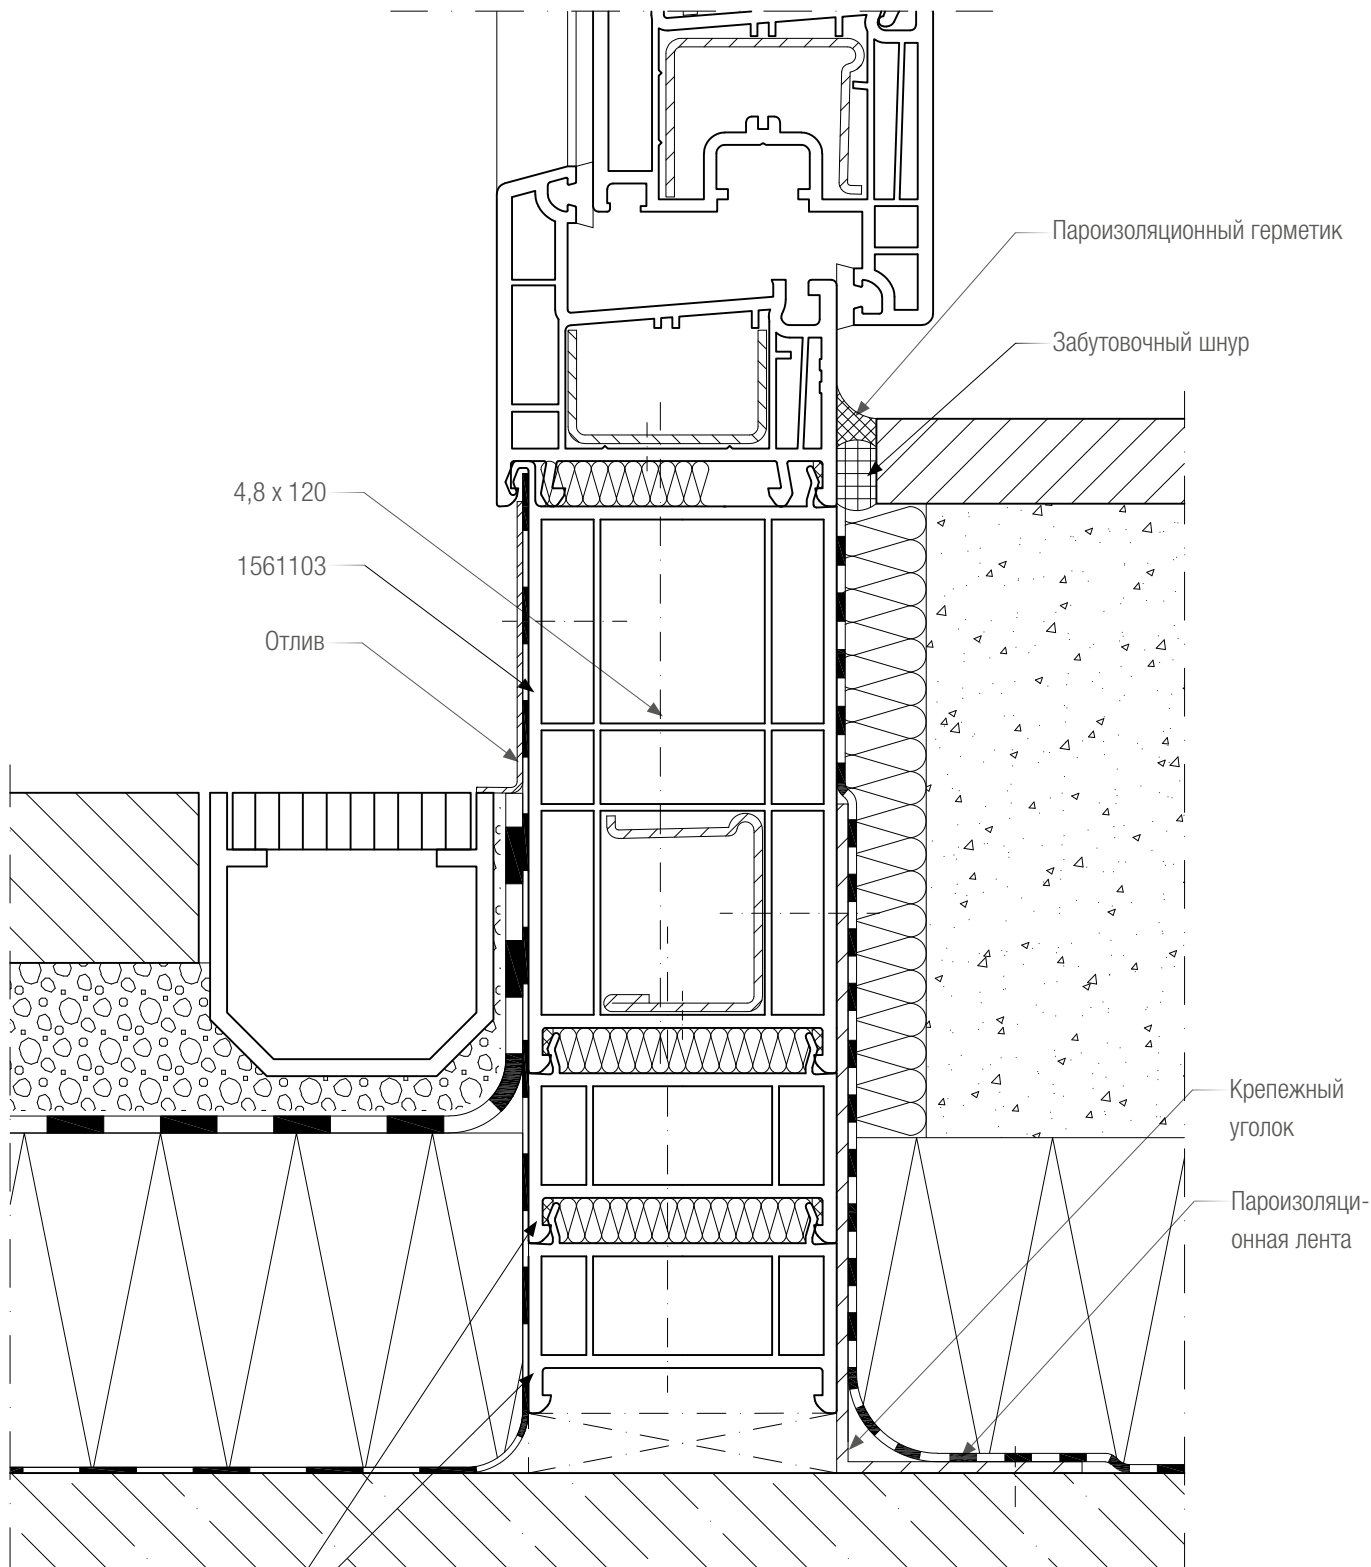 Пароизоляционный герметик
Забутовочный шнур
4,8 x 120
1561103
Отлив
Крепежный
уголок
Пароизоляци-
онная лента